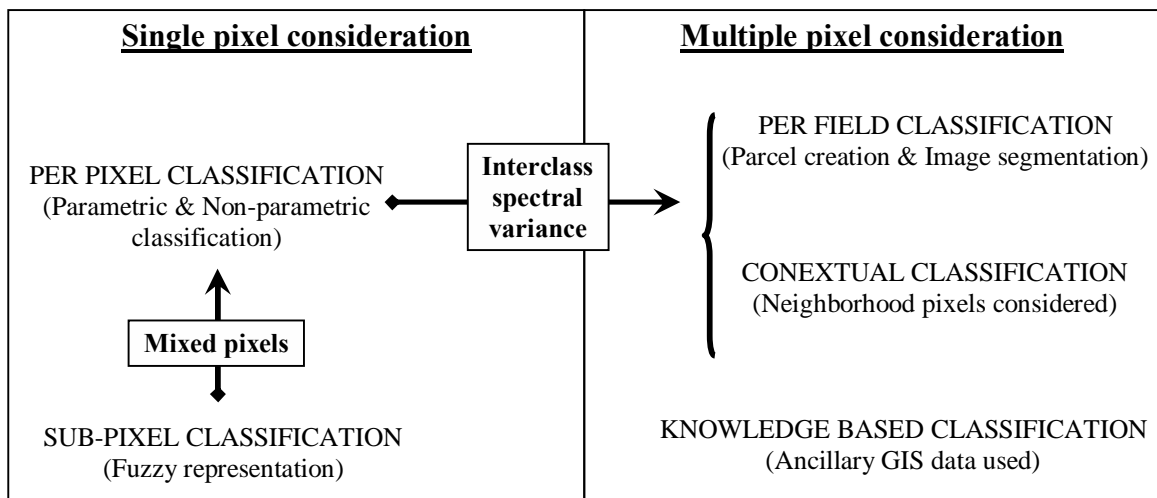 Single pixel consideration
PER PIXEL CLASSIFICATION
(Parametric & Non-parametric
classification)
Mixed pixels
SUB-PIXEL CLASSIFICATION
(Fuzzy representation)
Interclass
spectral
variance
Multiple pixel consideration
PER FIELD CLASSIFICATION
(Parcel creation & Image segmentation)
CONEXTUAL CLASSIFICATION
(Neighborhood pixels considered)
KNOWLEDGE BASED CLASSIFICATION
(Ancillary GIS data used)